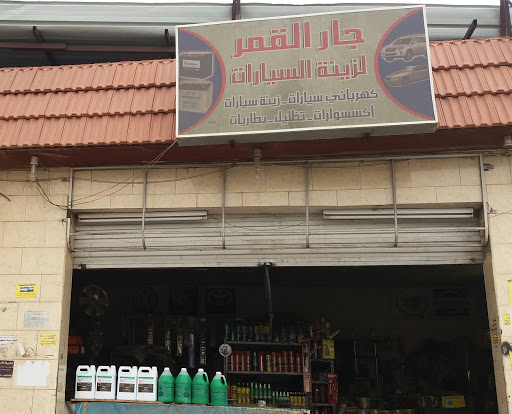 جار القمر
لزينة السيارات
كهربائي سيارات - زينة سيارات
اكسسوارات - تظليل - بطاريات